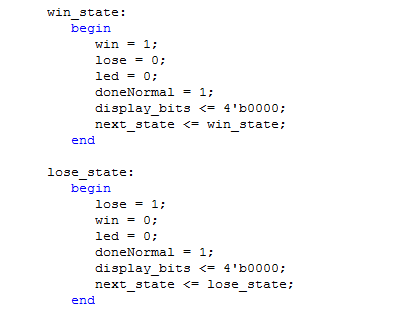 win_state:
begin
win = 1;
lose = 0;
led = 0;
doneNormal = 1;
display_bits <= 4'b0000;
next_state <= win_state;
end
lose_state:
begin
lose = 1;
win = 0;
led = 0;
doneNormal = 1;
display_bits <= 4'b0000;
next_state <= lose_state;
end